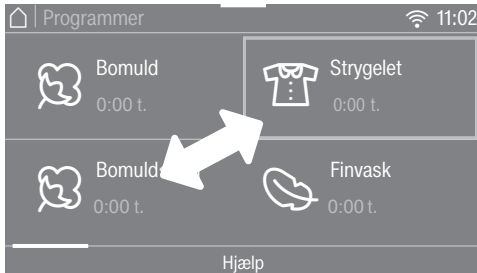 Programmer 11:02
Bomuld
0:00 t.
Strygelet
0:00 t.
0:00 t.
Finvask
0:00 t.
Hjælp